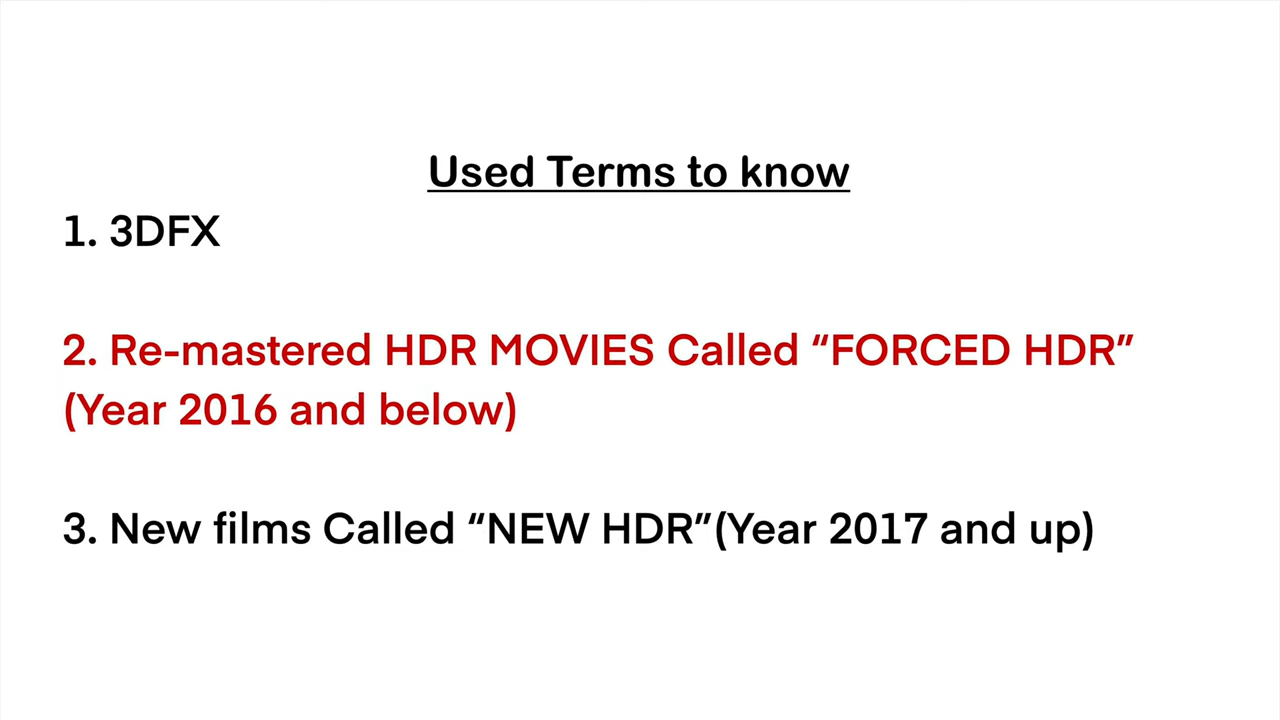 Used Terms to know
1. 3DFX
2. Re-mastered HDR MOVIES Called “FORCED HDR”
(Year 2016 and below)
3. New films Called “NEW HDR”(Year 2017 and up)